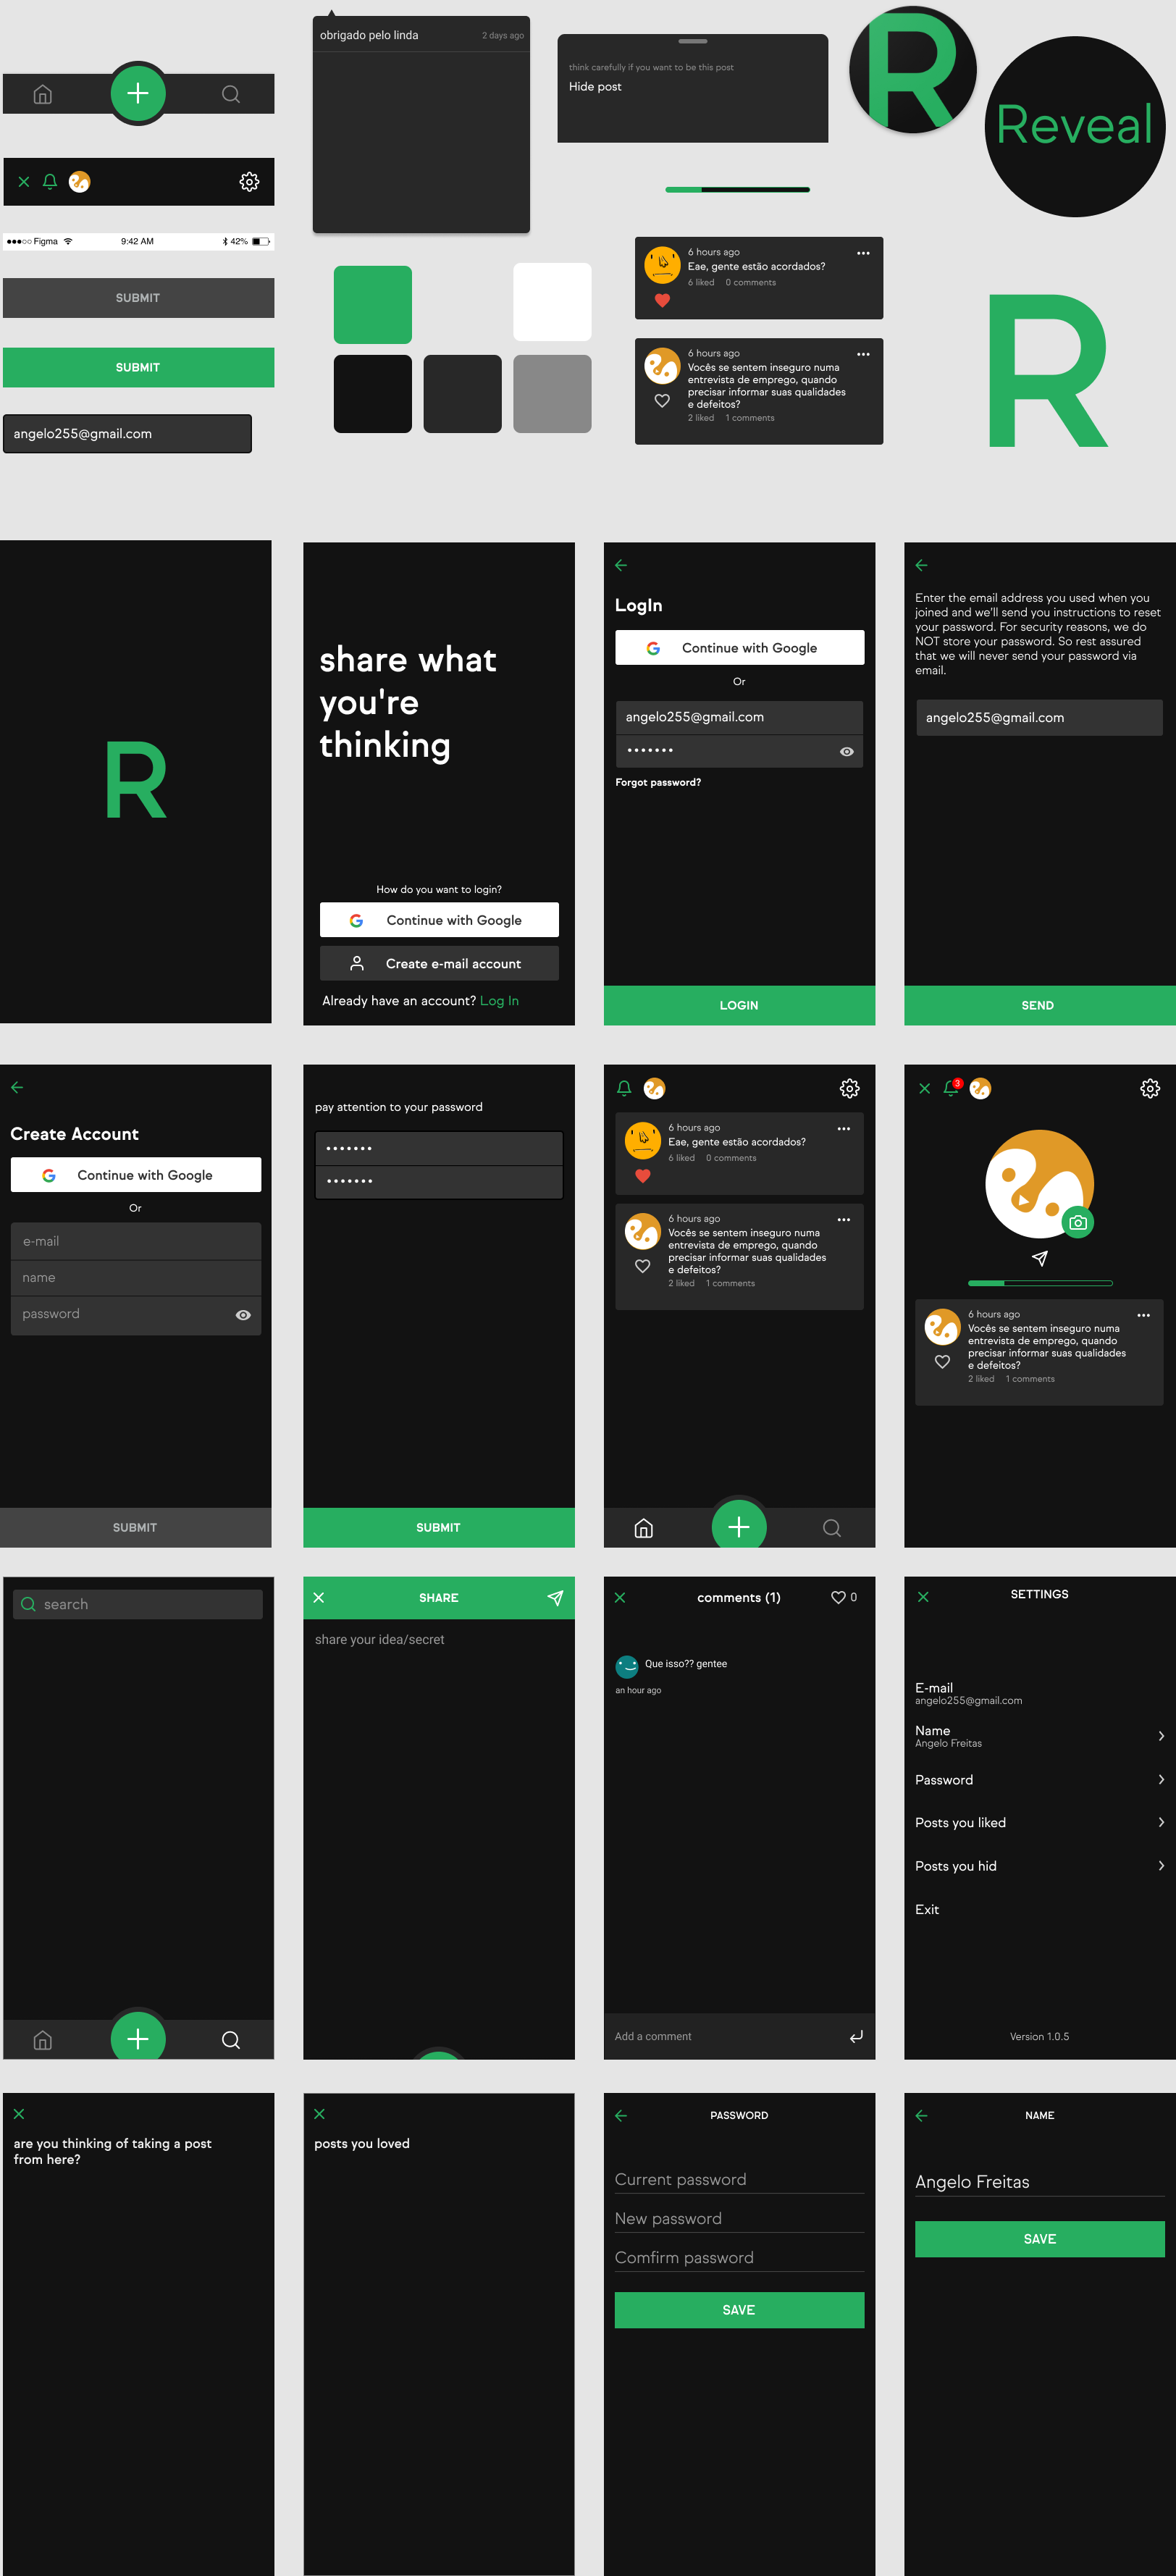 obrigado pelo linda
2 days ago
think carefully if you want to be this post
Hide post
R
Reveal
Figma
9:42 AM
42%
SUBMIT
SUBMIT
angelo255@gmail.com
6 hours ago
Eae, gente estão acordados?
6 liked 0 comments
6 hours ago
Vocês se sentem inseguro numa
entrevista de emprego, quando
precisar informar suas qualidades
e defeitos?
2 liked 1 comments
R
R
share what
you're
thinking
How do you want to login?
Continue with Google
Create e-mail account
Already have an account? Log In
LogIn
Continue with Google
Or
angelo255@gmail.com
Forgot password?
LOGIN
Enter the email address you used when you
joined and we'll send you instructions to reset
your password. For security reasons, we do
NOT store your password. So rest assured
that we will never send your password via
email.
angelo255@gmail.com
SEND
Create Account
Continue with Google
Or
e-mail
name
password
SUBMIT
pay attention to your password
SUBMIT
6 hours ago
Eae, gente estão acordados?
6 liked 0 comments
6 hours ago
Vocês se sentem inseguro numa
entrevista de emprego, quando
precisar informar suas qualidades
e defeitos?
2 liked 1 comments
3
6 hours ago
Vocês se sentem inseguro numa
entrevista de emprego, quando
precisar informar suas qualidades
e defeitos?
2 liked 1 comments
search
SHARE
share your idea/secret
comments (1)
0
Que isso?? gentee
an hour ago
Add a comment
SETTINGS
E-mail
angelo255@gmail.com
Name
Angelo Freitas
Password
Posts you liked
Posts you hid
Exit
Version 1.0.5
are you thinking of taking a post
from here?
posts you loved
PASSWORD
Current password
New password
Comfirm password
SAVE
NAME
Angelo Freitas
SAVE